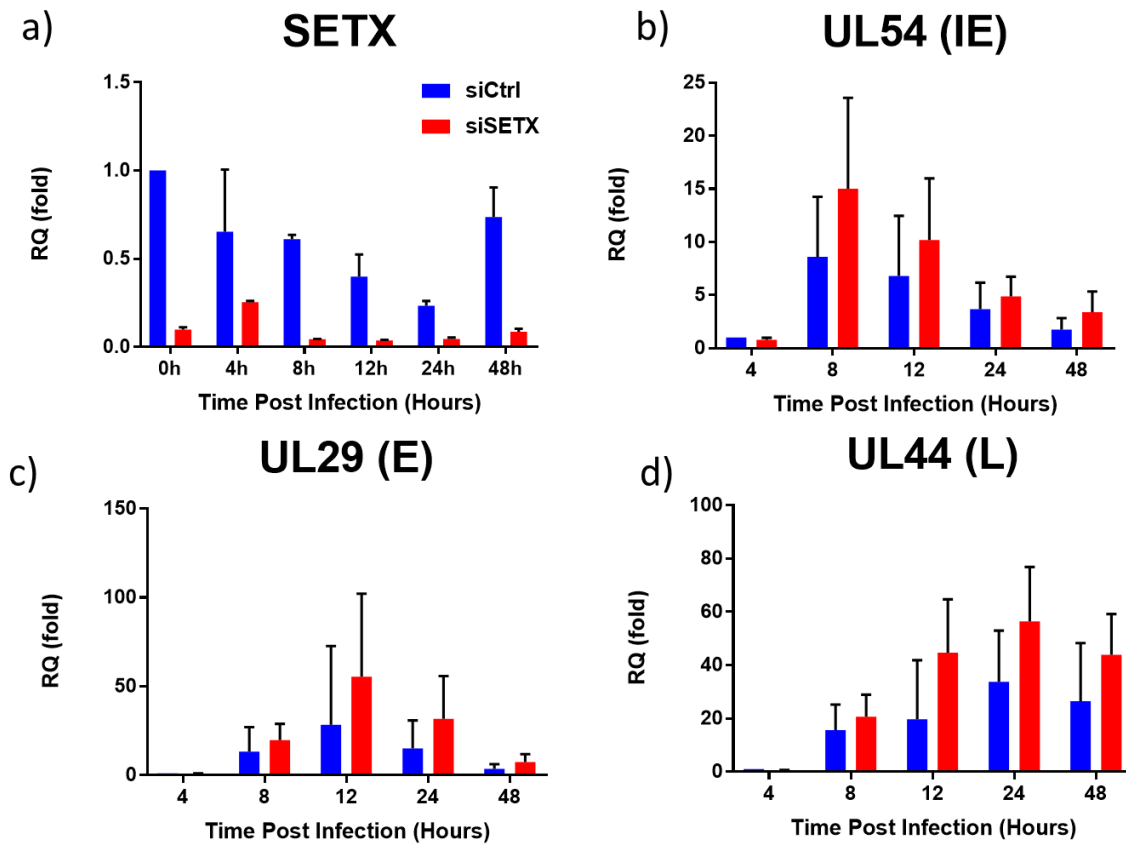 a)
SETX
1.5
1.0
0.5
0.0
RQ (fold)
siCtrl
siSETX
0h 4h 8h 12h 24h 48h
Time Post Infection (Hours)
b)
UL54 (IE)
25
20
15
10
5
0
RQ (fold)
4 8 12 24 48
Time Post Infection (Hours)
c)
UL29 (E)
150
100
50
0
RQ (fold)
4 8 12 24 48
Time Post Infection (Hours)
d)
UL44 (L)
100
80
60
40
20
0
RQ (fold)
4 8 12 24 48
Time Post Infection (Hours)